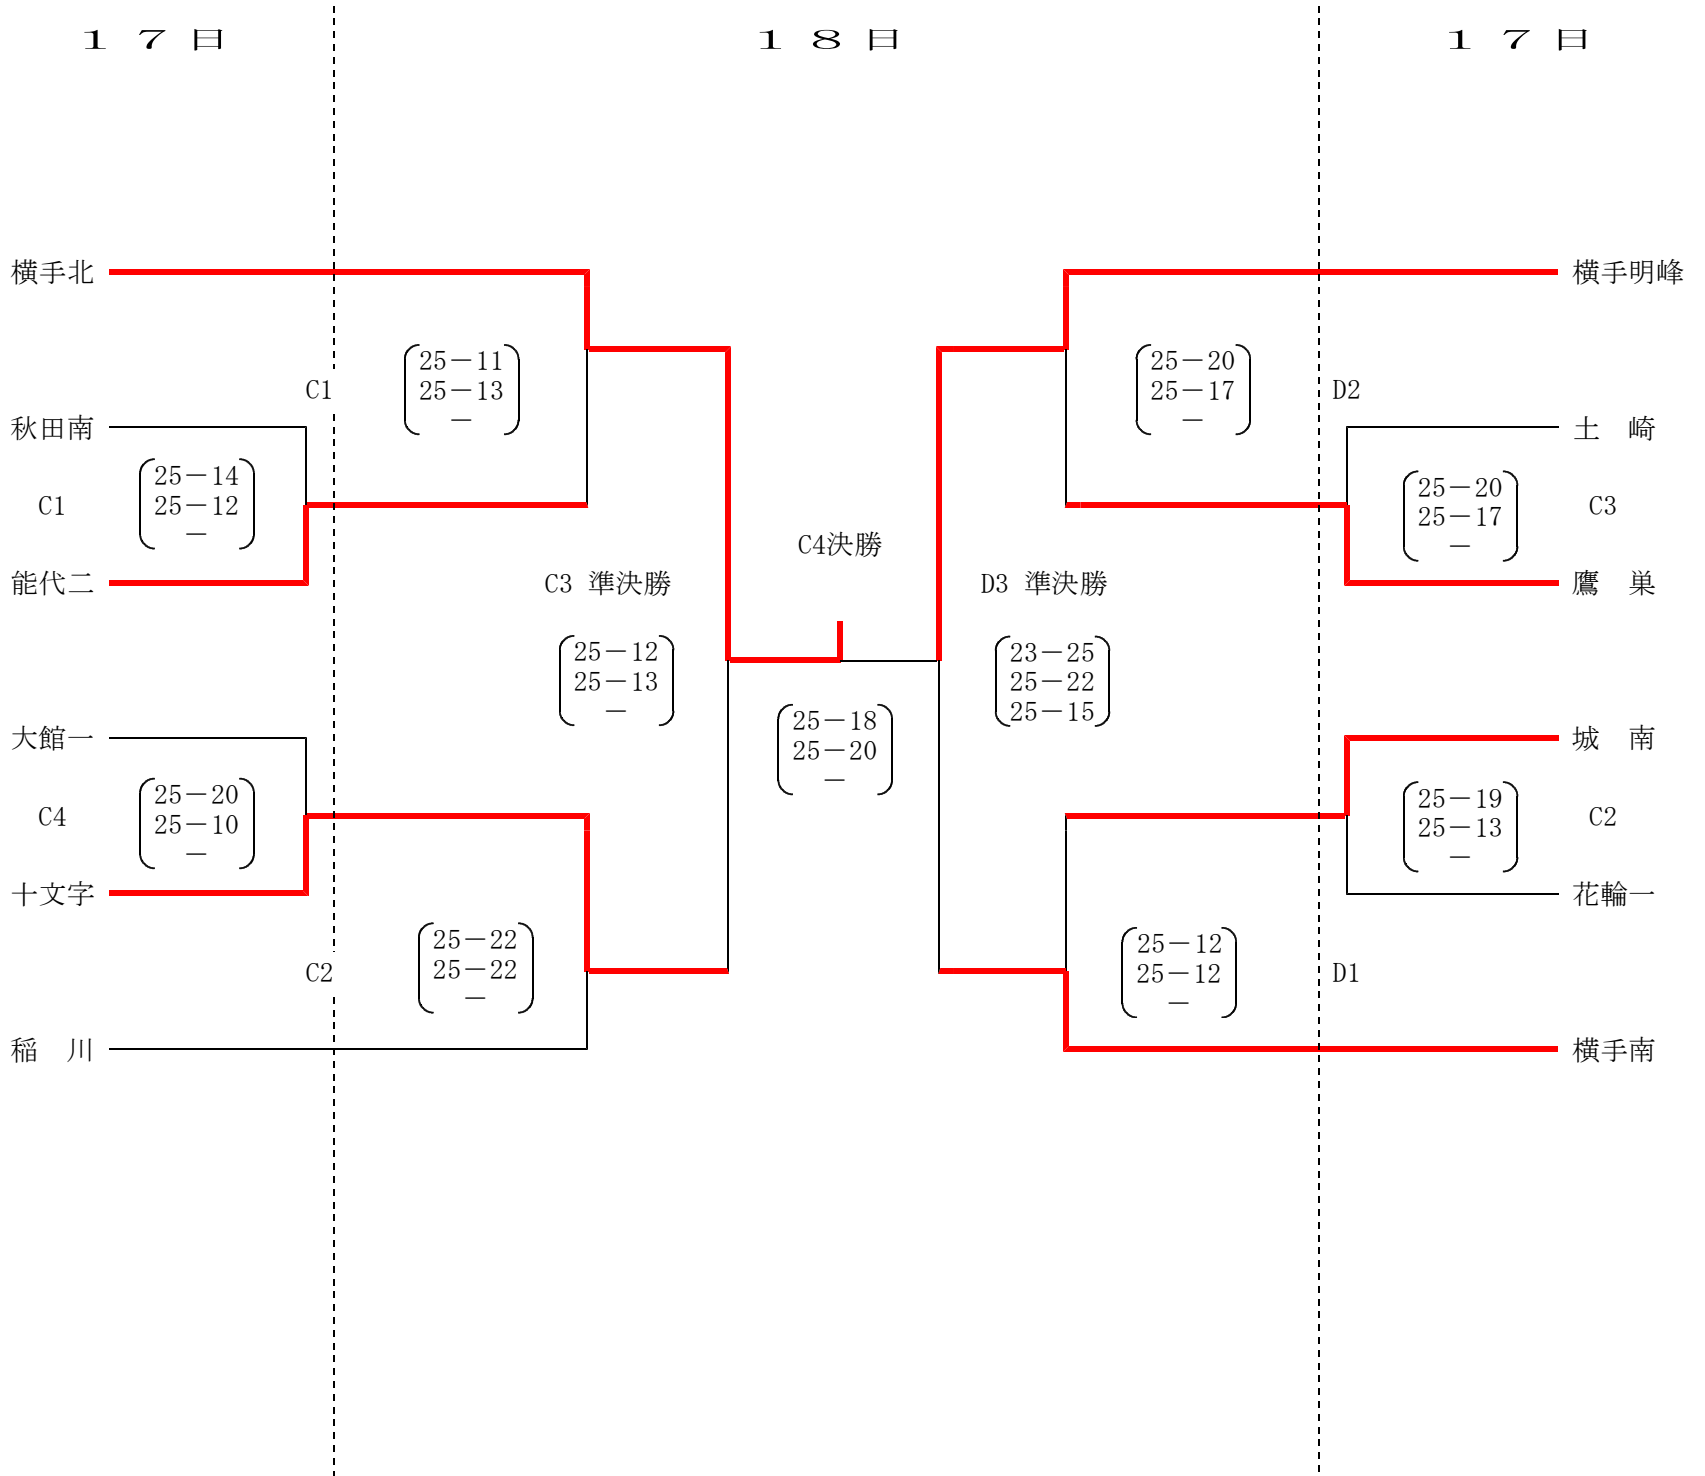 １７日
１８日
１７日
横手北
横手明峰
25－11
25－13
－
C1
25－20
25－17
－
D2
秋田南
土　崎
25－14
25－12
－
C1
25－20
25－17
－
C3
C4決勝
能代二
C3 準決勝
D3 準決勝
鷹　巣
25－12
25－13
－
23－25
25－22
25－15
25－18
25－20
－
大館一
城　南
25－20
25－10
－
C4
25－19
25－13
－
C2
十文字
花輪一
25－22
25－22
－
C2
25－12
25－12
－
D1
稲　川
横手南